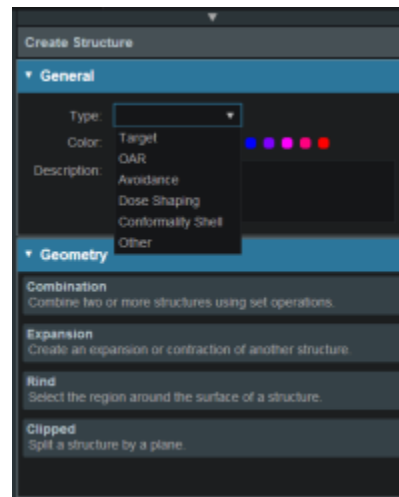 Create Structure
General
Type:
Target
Color:
OAR
Description:
Avoidance
Dose Shaping
Conformality Shell
Other
Geometry
Combination
Combine two or more structures using set operations.
Expansion
Create an expansion or contraction of another structure.
Rind
Select the region around the surface of a structure.
Clipped
Split a structure by a plane.